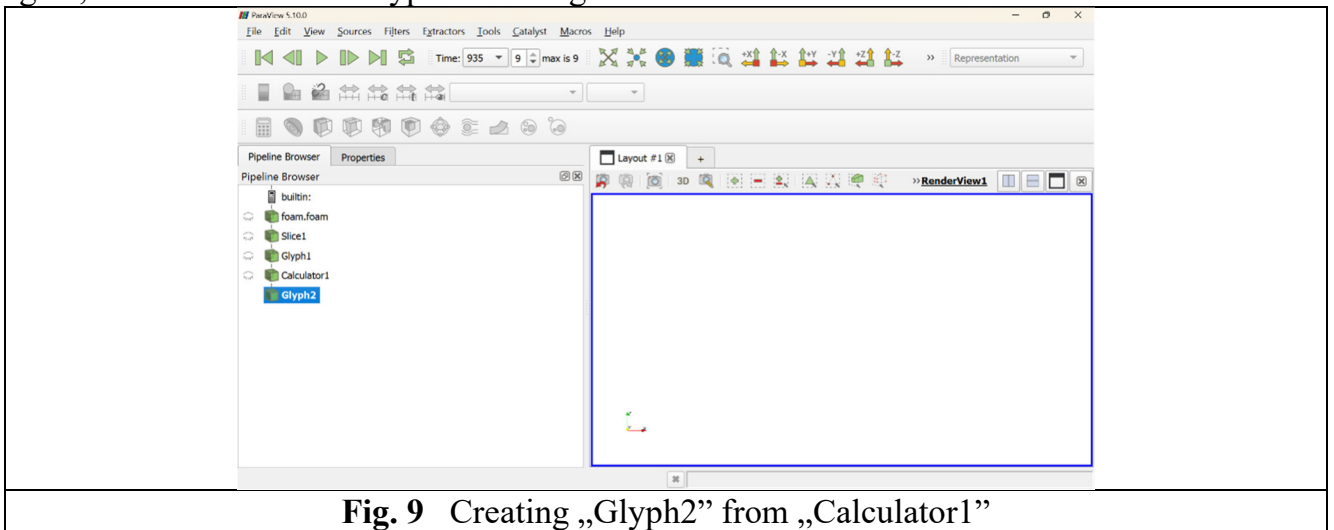 ParaView 5.10.0
File Edit View Sources Filters Extractors Tools Catalyst Macros Help
Time: 935 9 max is 9 +X -X +Y -Y +Z -Z » Representation
Pipeline Browser Properties Layout #1 +
Pipeline Browser 3D » RenderView1
builtin:
foam.foam
Slice1
Glyph1
Calculator1
Glyph2
Fig. 9 Creating „Glyph2” from „Calculator1”